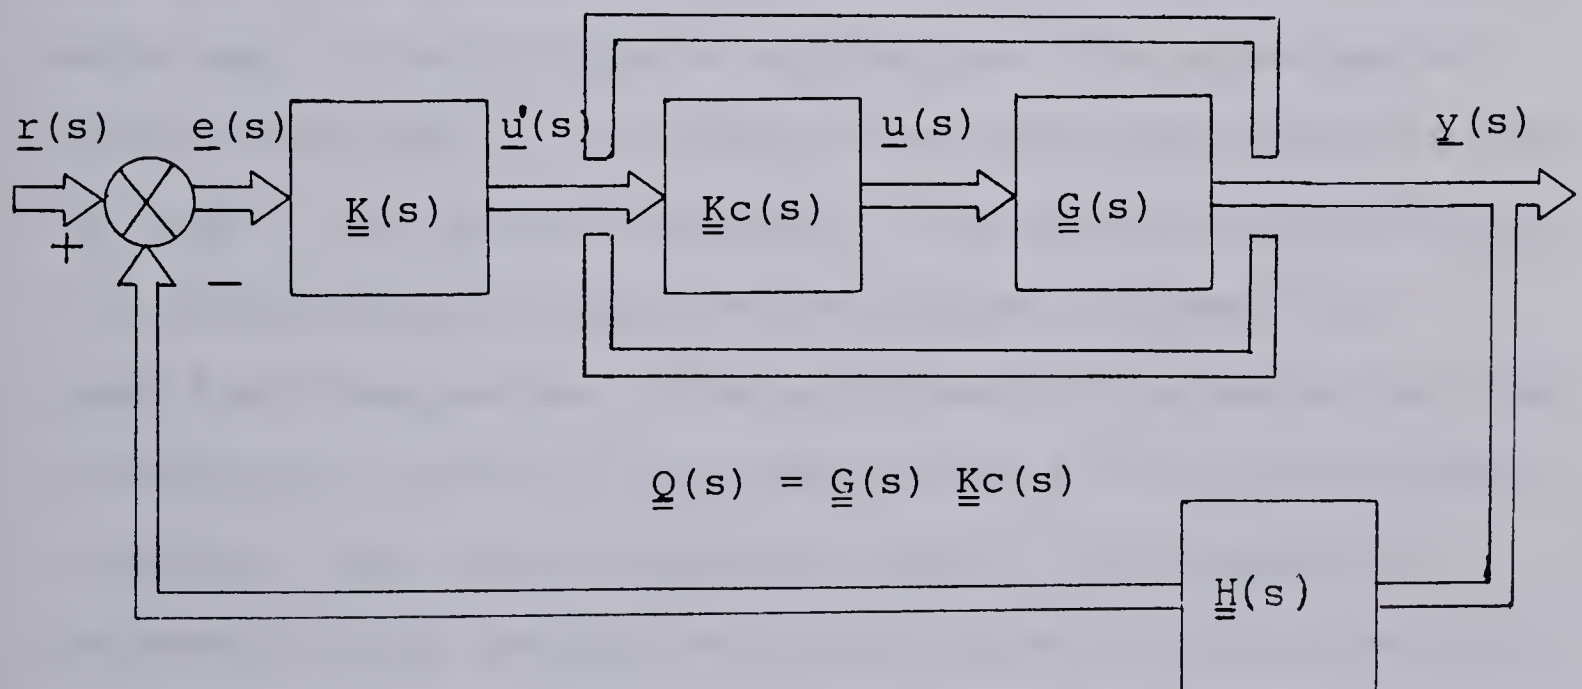 r(s)
e(s)
u'(s)
u(s)
y(s)
+
−
K(s)
Kc(s)
G(s)
Q(s) = G(s) Kc(s)
H(s)